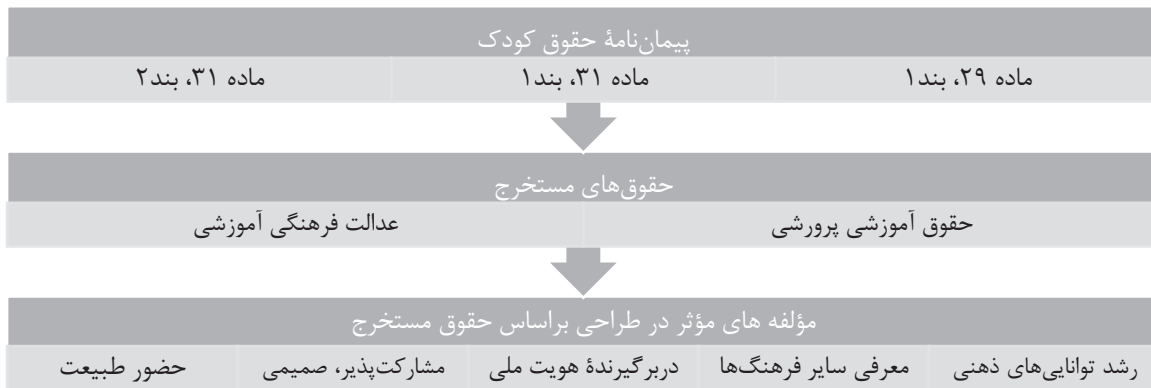 پیمان‌نامهٔ حقوق کودک
ماده ۲۹، بند۱ ماده ۳۱، بند۱ ماده ۳۱، بند۲
حقوق‌های مستخرج
حقوق آموزشی پرورشی عدالت فرهنگی آموزشی
مؤلفه های مؤثر در طراحی براساس حقوق مستخرج
رشد توانایی‌های ذهنی معرفی سایر فرهنگ‌ها دربرگیرندهٔ هویت ملی مشارکت‌پذیر، صمیمی حضور طبیعت